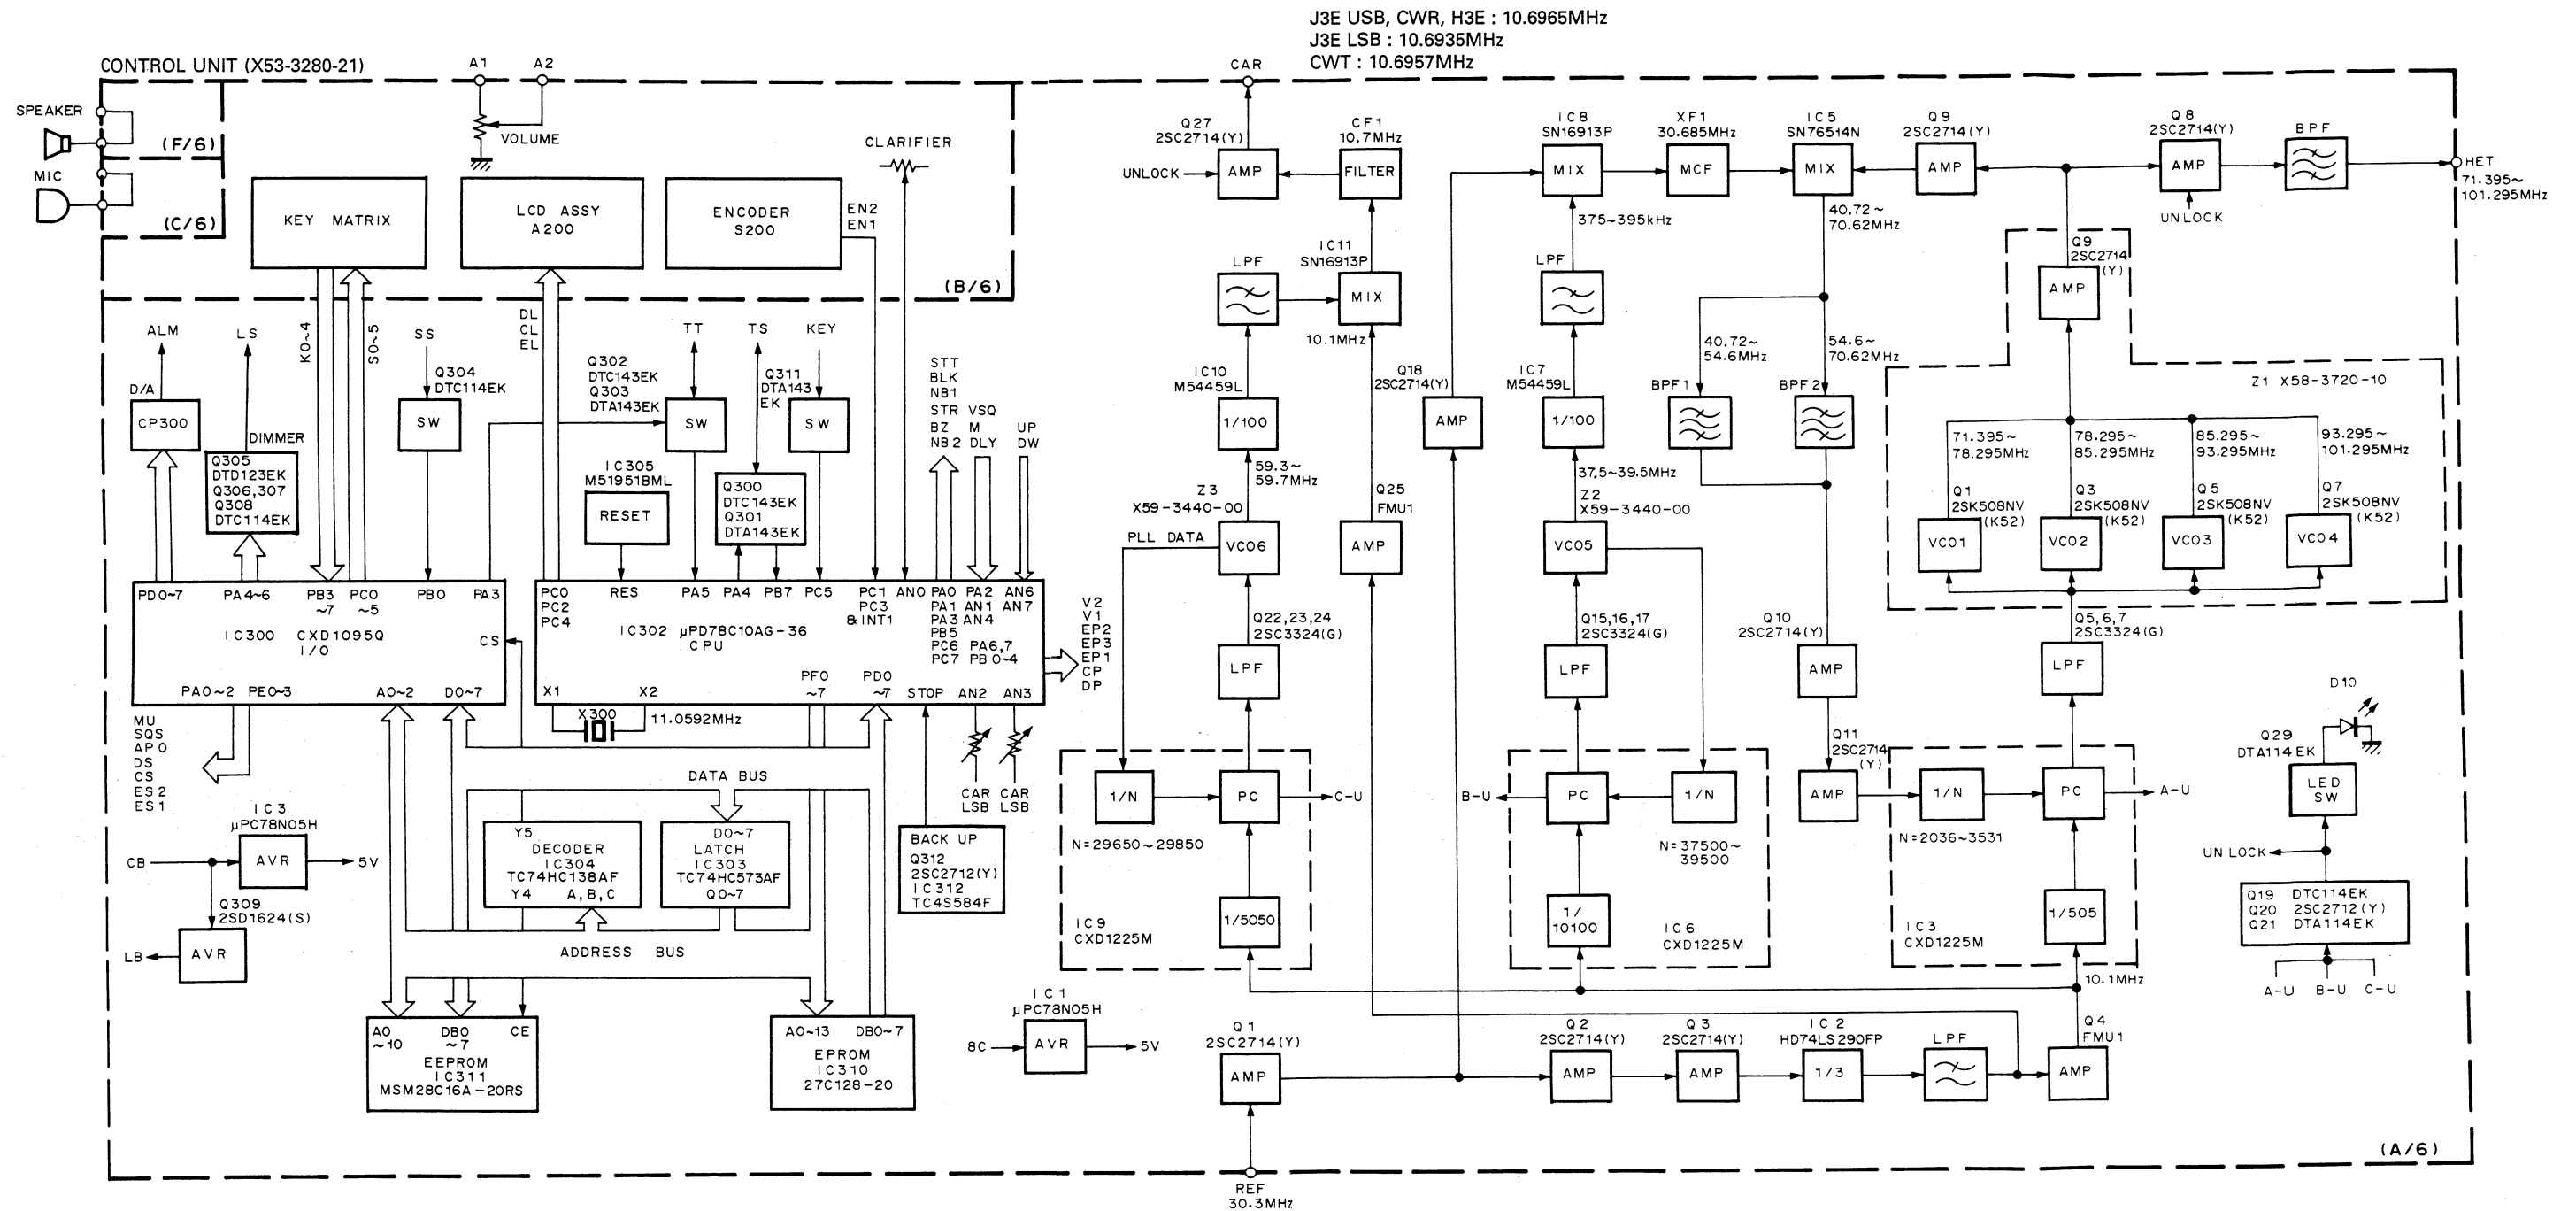 J3E USB, CWR, H3E : 10.6965MHz
J3E LSB : 10.6935MHz
CWT : 10.6957MHz
CONTROL UNIT (X53-3280-21)
A1
A2
CAR
SPEAKER
(F/6)
MIC
(C/6)
VOLUME
CLARIFIER
KEY MATRIX
LCD ASSY
A200
ENCODER
S200
EN2
EN1
(B/6)
ALM
LS
K0~4
S0~5
SS
DL
CL
EL
TT
TS
KEY
D/A
CP300
DIMMER
Q305
DTD123EK
Q306,307
Q308
DTC114EK
Q304
DTC114EK
SW
Q302
DTC143EK
Q303
DTA143EK
SW
Q311
DTA143
EK
SW
IC305
M51951BML
RESET
Q300
DTC143EK
Q301
DTA143EK
STT
BLK
NB1
STR VSQ
BZ M UP
NB2 DLY DW
PD0~7
PA4~6
PB3
~7
PC0
~5
PB0
PA3
IC300 CXD1095Q
I/O
CS
PA0~2
PE0~3
A0~2
D0~7
PC0
PC2
PC4
RES
PA5
PA4
PB7
PC5
PC1
PC3
& INT1
AN0
PA0
PA1
PA3
PB5
PC6
PC7
PA2
AN1
AN4
PA6,7
PB0~4
AN6
AN7
IC302 µPD78C10AG-36
CPU
X1
X2
PF0
~7
PD0
~7
STOP
AN2
AN3
V2
V1
EP2
EP3
EP1
CP
DP
X300
11.0592MHz
MU
SQS
APO
DS
CS
ES2
ES1
IC3
µPC78N05H
CB
AVR
5V
Q309
2SD1624(S)
LB
AVR
DATA BUS
Y5
DECODER
IC304
TC74HC138AF
Y4 A,B,C
D0~7
LATCH
IC303
TC74HC573AF
Q0~7
ADDRESS BUS
CAR
LSB
CAR
LSB
BACK UP
Q312
2SC2712(Y)
IC312
TC4S584F
A0
~10
DB0
~7
CE
EEPROM
IC311
MSM28C16A-20RS
A0~13
DB0~7
EPROM
IC310
27C128-20
IC1
µPC78N05H
8C
AVR
5V
Q27
2SC2714(Y)
UNLOCK
AMP
CF1
10.7MHz
FILTER
LPF
IC11
SN16913P
MIX
10.1MHz
IC10
M54459L
1/100
59.3~
59.7MHz
Z3
X59-3440-00
PLL DATA
VCO6
Q25
FMU1
AMP
Q22,23,24
2SC3324(G)
LPF
1/N
PC
C-U
N=29650~29850
1/5050
IC9
CXD1225M
Q18
2SC2714(Y)
AMP
IC8
SN16913P
MIX
375~395kHz
LPF
IC7
M54459L
1/100
37.5~39.5MHz
Z2
X59-3440-00
VCO5
Q15,16,17
2SC3324(G)
LPF
B-U
PC
1/N
N=37500~
39500
1/
10100
IC6
CXD1225M
XF1
30.685MHz
MCF
IC5
SN76514N
MIX
40.72~
70.62MHz
40.72~
54.6MHz
54.6~
70.62MHz
BPF1
BPF2
Q9
2SC2714(Y)
AMP
Q8
2SC2714(Y)
AMP
UNLOCK
BPF
HET
71.395~
101.295MHz
Q9
2SC2714
(Y)
AMP
Z1 X58-3720-10
71.395~
78.295MHz
78.295~
85.295MHz
85.295~
93.295MHz
93.295~
101.295MHz
Q1
2SK508NV
(K52)
VCO1
Q3
2SK508NV
(K52)
VCO2
Q5
2SK508NV
(K52)
VCO3
Q7
2SK508NV
(K52)
VCO4
Q10
2SC2714(Y)
AMP
Q5,6,7
2SC3324(G)
LPF
Q11
2SC2714
(Y)
AMP
1/N
PC
A-U
N=2036~3531
1/505
IC3
CXD1225M
10.1MHz
D10
Q29
DTA114EK
LED
SW
UNLOCK
Q19 DTC114EK
Q20 2SC2712(Y)
Q21 DTA114EK
A-U B-U C-U
Q1
2SC2714(Y)
AMP
Q2
2SC2714(Y)
AMP
Q3
2SC2714(Y)
AMP
IC2
HD74LS290FP
1/3
LPF
Q4
FMU1
AMP
REF
30.3MHz
(A/6)